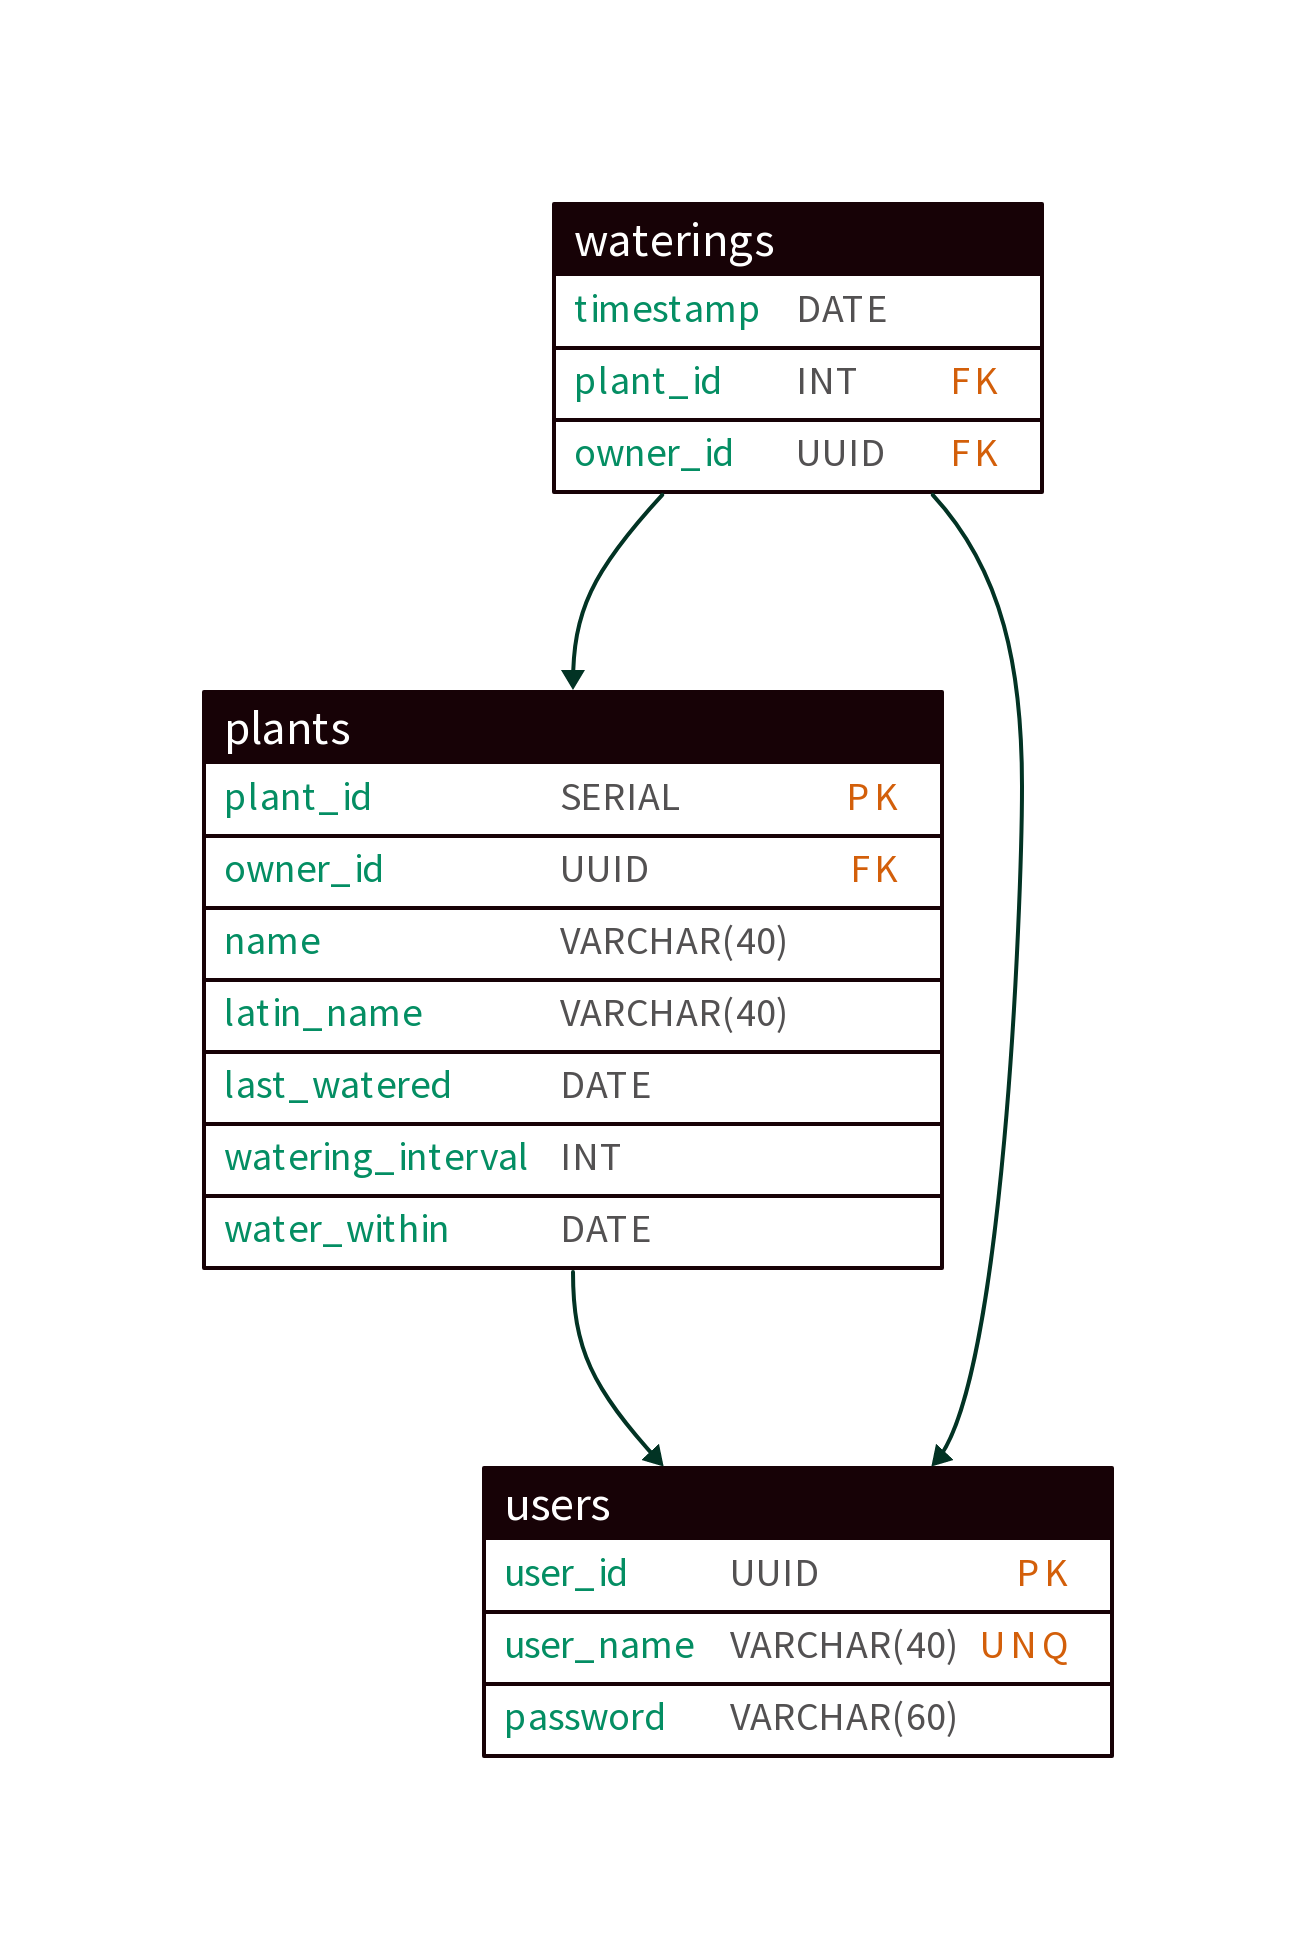 waterings
timestamp DATE
plant_id INT FK
owner_id UUID FK
plants
plant_id SERIAL PK
owner_id UUID FK
name VARCHAR(40)
latin_name VARCHAR(40)
last_watered DATE
watering_interval INT
water_within DATE
users
user_id UUID PK
user_name VARCHAR(40) UNQ
password VARCHAR(60)